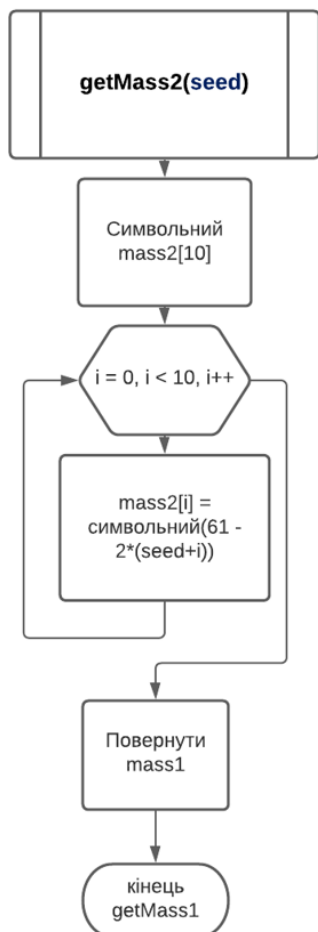 getMass2(seed)
Символьний
mass2[10]
i = 0, i < 10, i++
mass2[i] =
символьний(61 -
2*(seed+i))
Повернути
mass1
кінець
getMass1